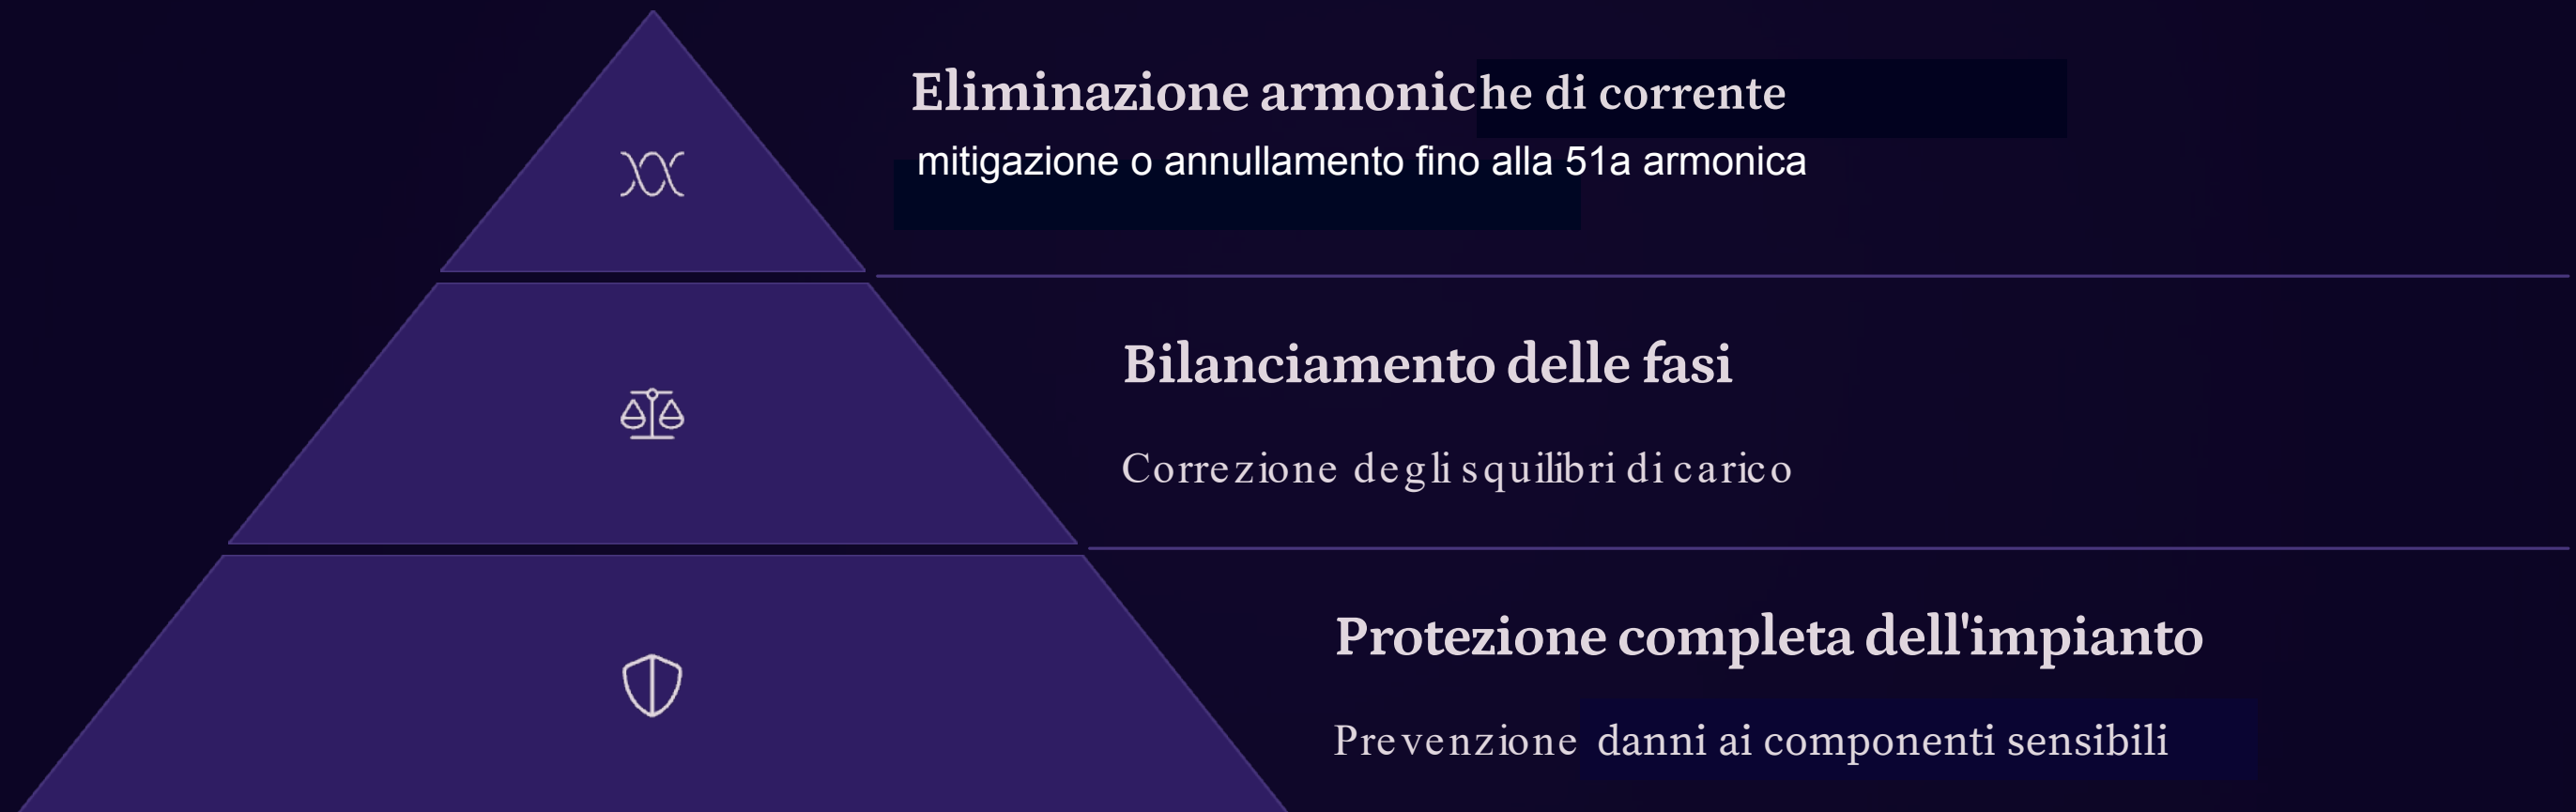 Eliminazione armoniche di corrente
mitigazione o annullamento fino alla 51a armonica
Bilanciamento delle fasi
Correzione degli squilibri di carico
Protezione completa dell'impianto
Prevenzione danni ai componenti sensibili